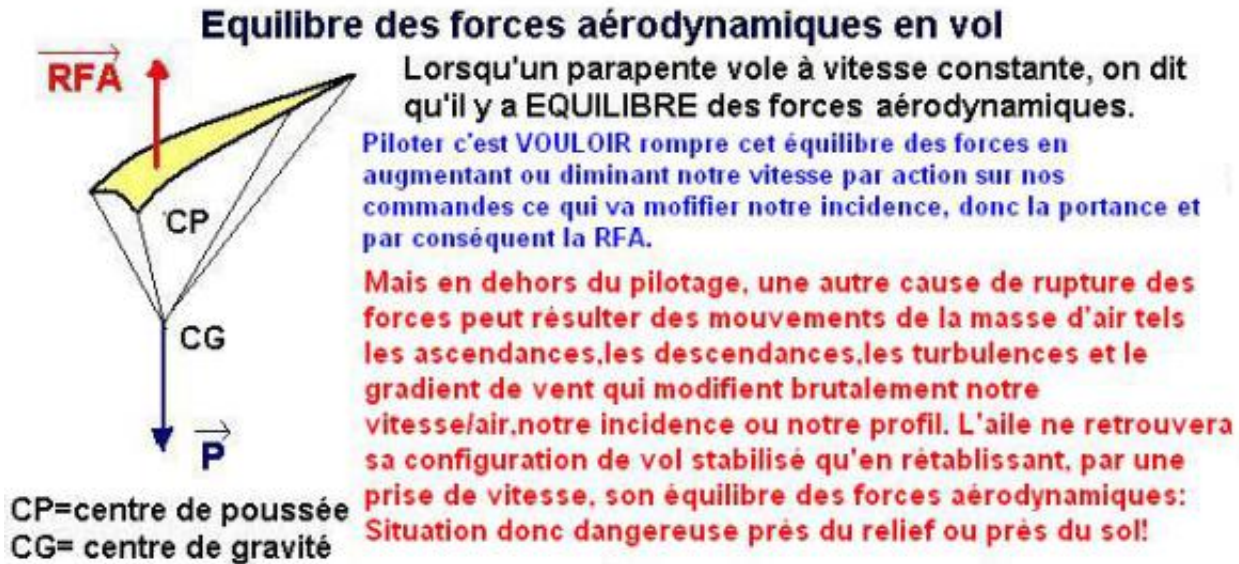 Equilibre des forces aérodynamiques en vol
RFA
Lorsqu'un parapente vole à vitesse constante, on dit
qu'il y a EQUILIBRE des forces aérodynamiques.
Piloter c'est VOULOIR rompre cet équilibre des forces en
augmentant ou diminant notre vitesse par action sur nos
commandes ce qui va mofifier notre incidence, donc la portance et
par conséquent la RFA.
CP
Mais en dehors du pilotage, une autre cause de rupture des
forces peut résulter des mouvements de la masse d'air tels
les ascendances,les descendances,les turbulences et le
gradient de vent qui modifient brutalement notre
vitesse/air,notre incidence ou notre profil. L'aile ne retrouvera
sa configuration de vol stabilisé qu'en rétablissant, par une
prise de vitesse, son équilibre des forces aérodynamiques:
Situation donc dangereuse près du relief ou près du sol!
CG
P
CP=centre de poussée
CG= centre de gravité